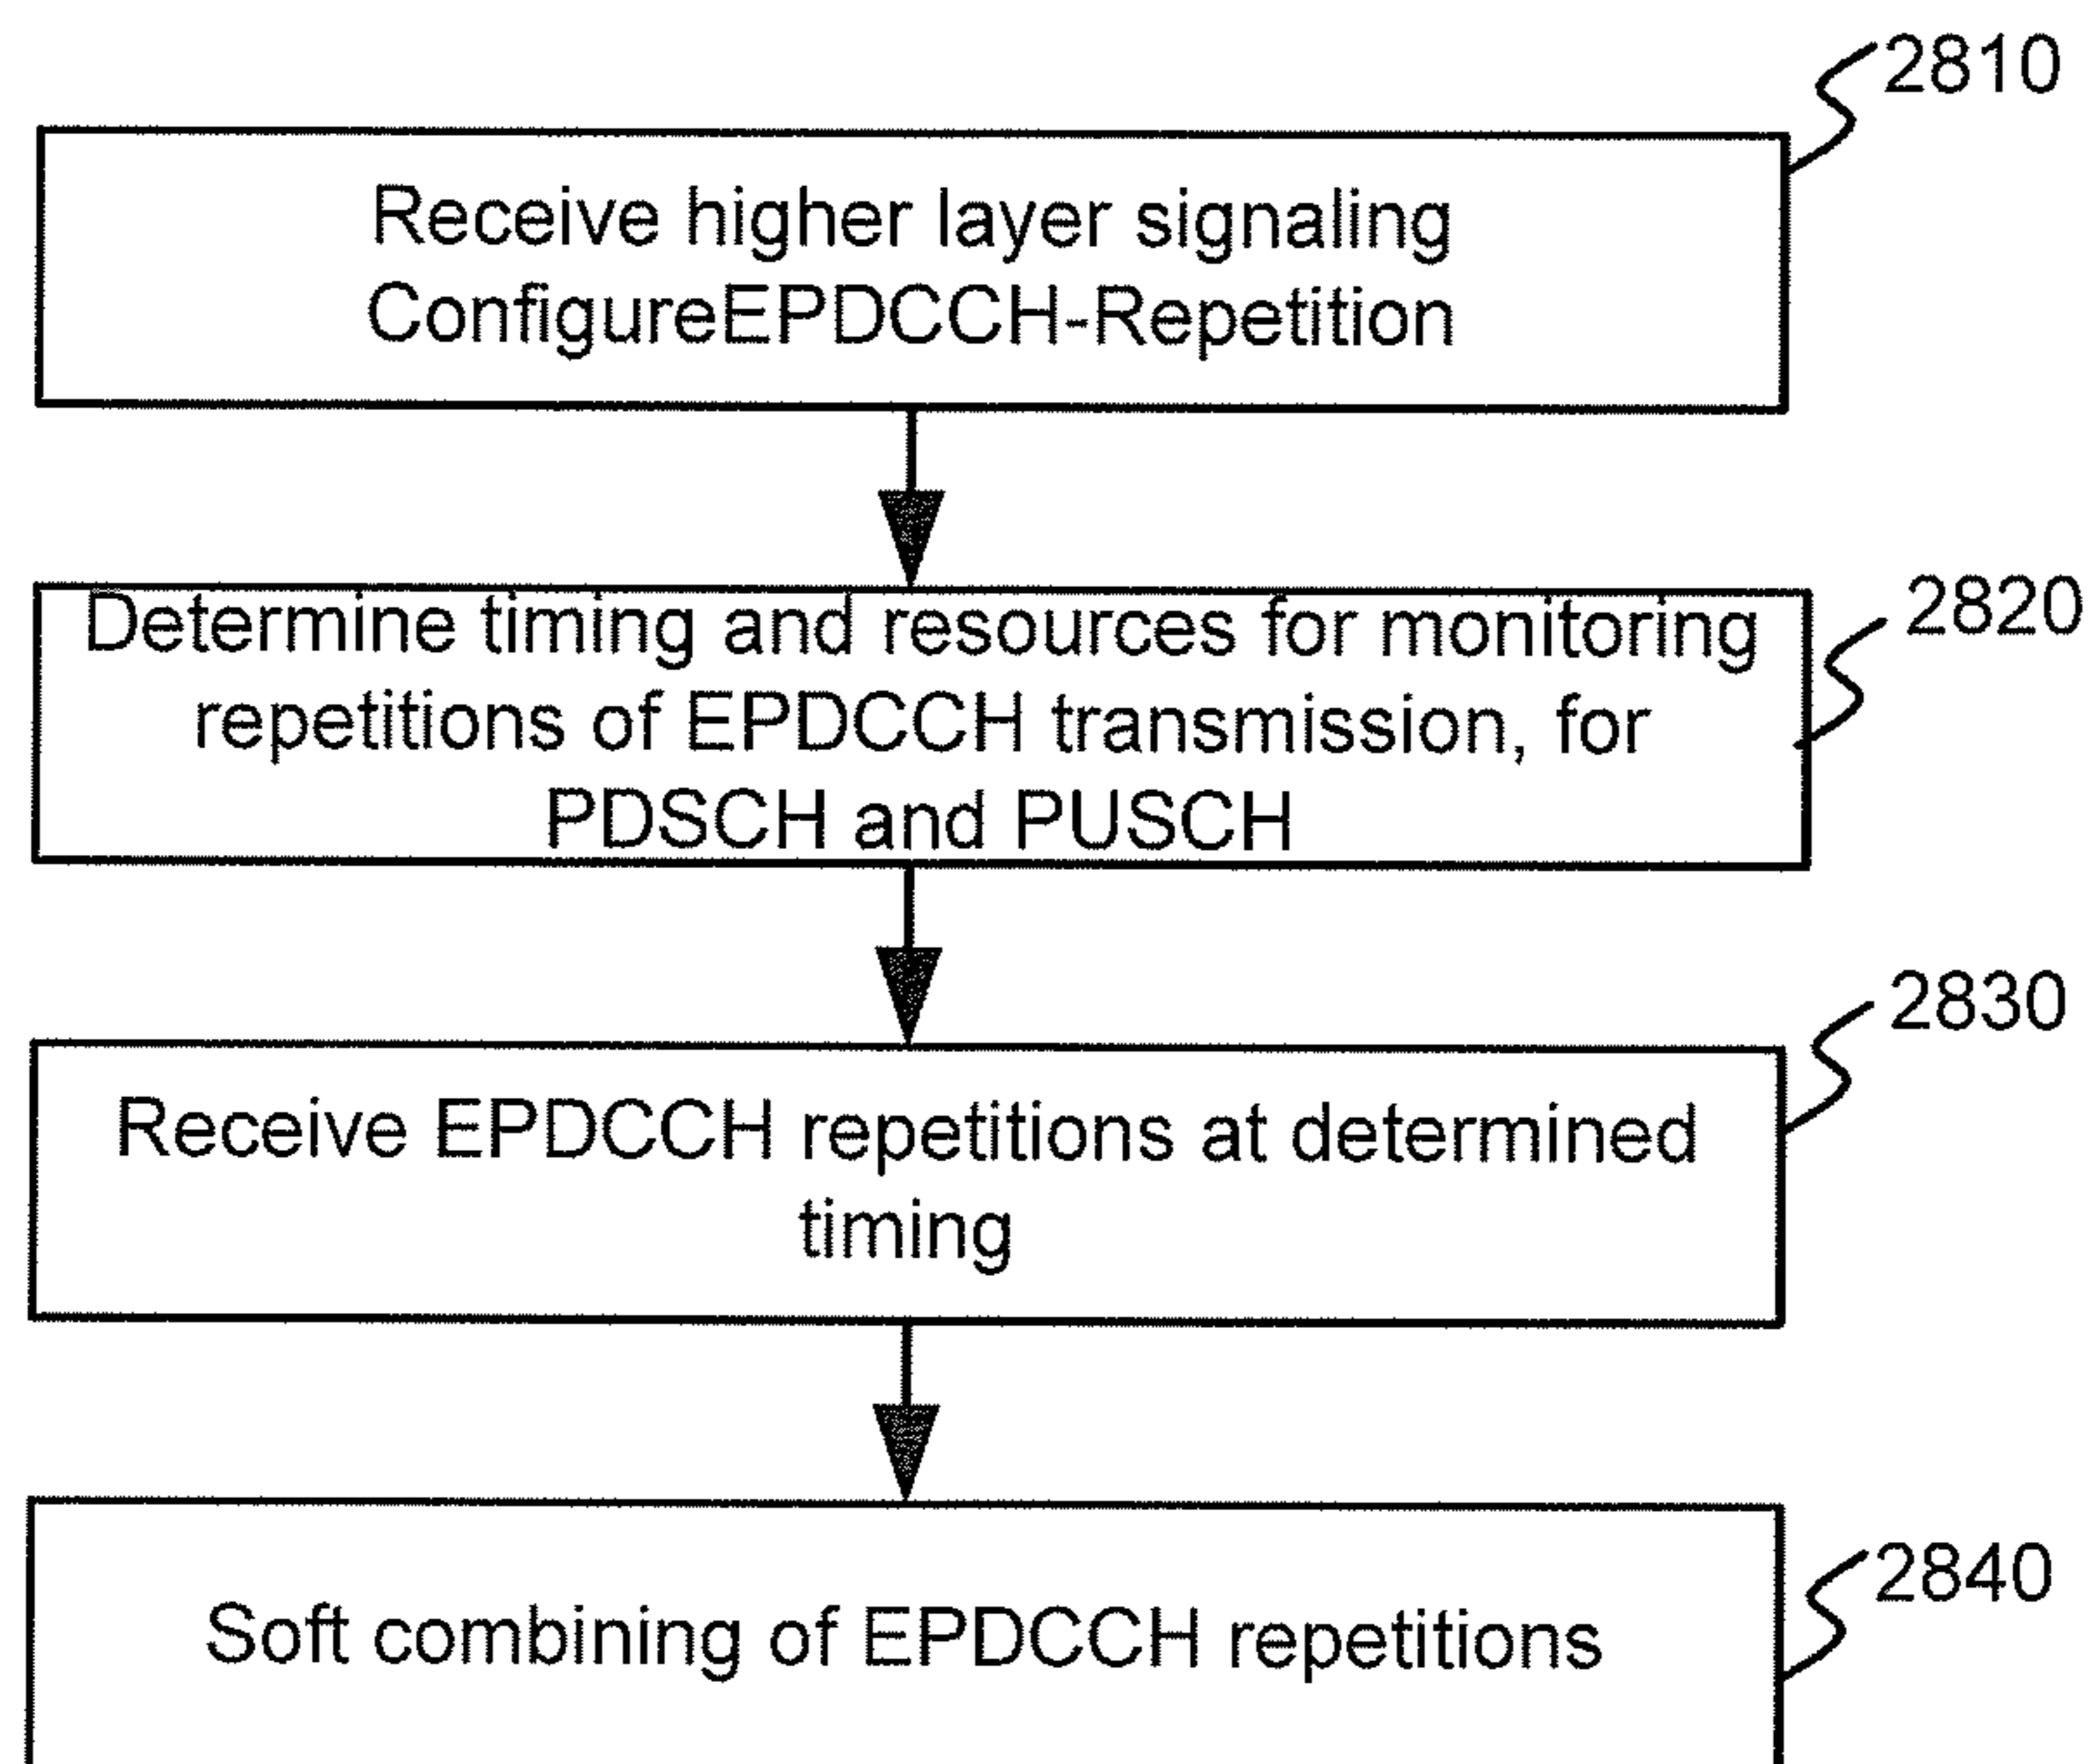 2810
Receive higher layer signaling
ConfigureEPDCCH-Repetition
2820
Determine timing and resources for monitoring
repetitions of EPDCCH transmission, for
PDSCH and PUSCH
2830
Receive EPDCCH repetitions at determined
timing
2840
Soft combining of EPDCCH repetitions